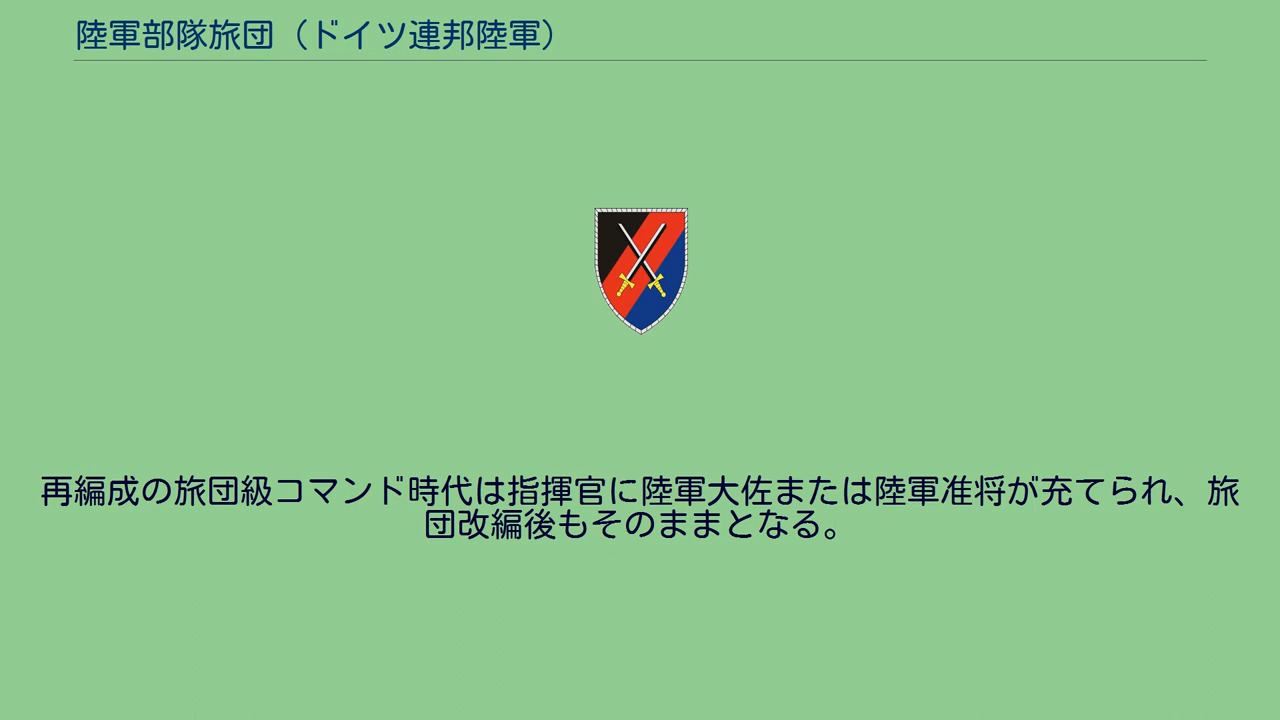 陸軍部隊旅団（ドイツ連邦陸軍）
再編成の旅団級コマンド時代は指揮官に陸軍大佐または陸軍准将が充てられ、旅
団改編後もそのままとなる。